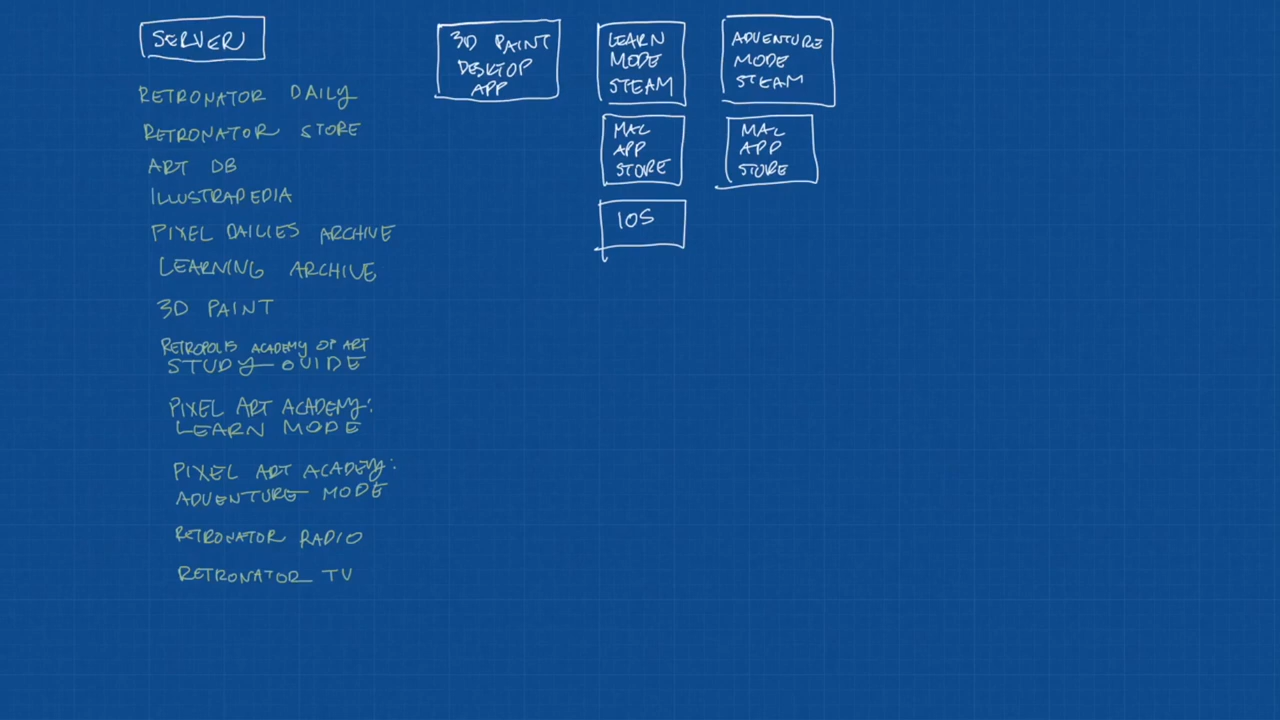 SERVER
RETRONATOR DAILY
RETRONATOR STORE
ART DB
ILLUSTRAPEDIA
PIXEL DAILIES ARCHIVE
LEARNING ARCHIVE
3D PAINT
RETROPOLIS ACADEMY OF ART
STUDY GUIDE
PIXEL ART ACADEMY:
LEARN MODE
PIXEL ART ACADEMY:
ADVENTURE MODE
RETRONATOR RADIO
RETRONATOR TV
3D PAINT
DESKTOP
APP
LEARN
MODE
STEAM
MAC
APP
STORE
IOS
ADVENTURE
MODE
STEAM
MAC
APP
STORE